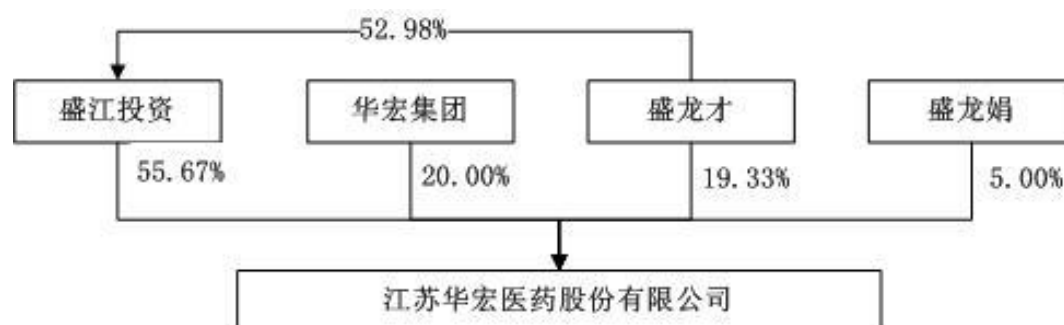 52.98%
盛江投资
华宏集团
盛龙才
盛龙娟
55.67%
20.00%
19.33%
5.00%
江苏华宏医药股份有限公司